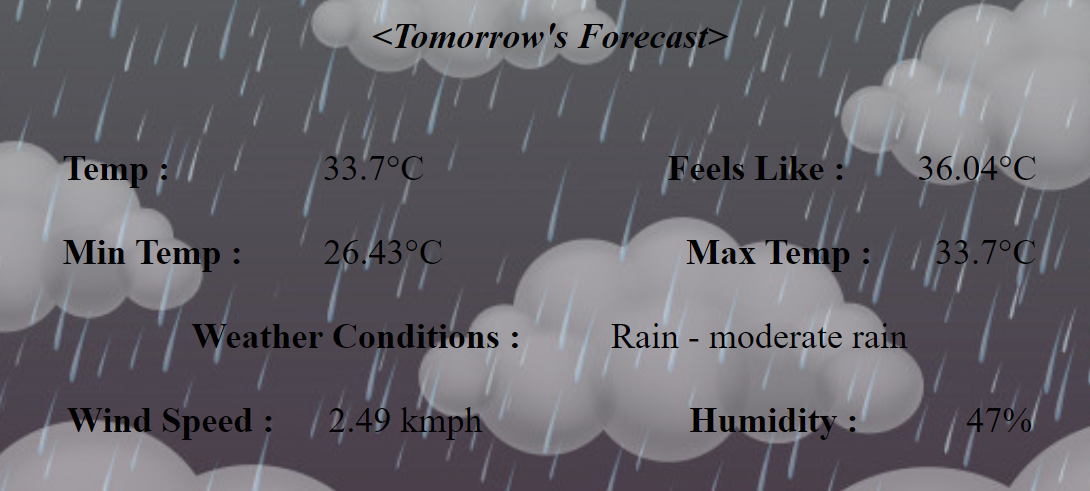 <Tomorrow's Forecast>
Temp : 33.7°C Feels Like : 36.04°C
Min Temp : 26.43°C Max Temp : 33.7°C
Weather Conditions : Rain - moderate rain
Wind Speed : 2.49 kmph Humidity : 47%